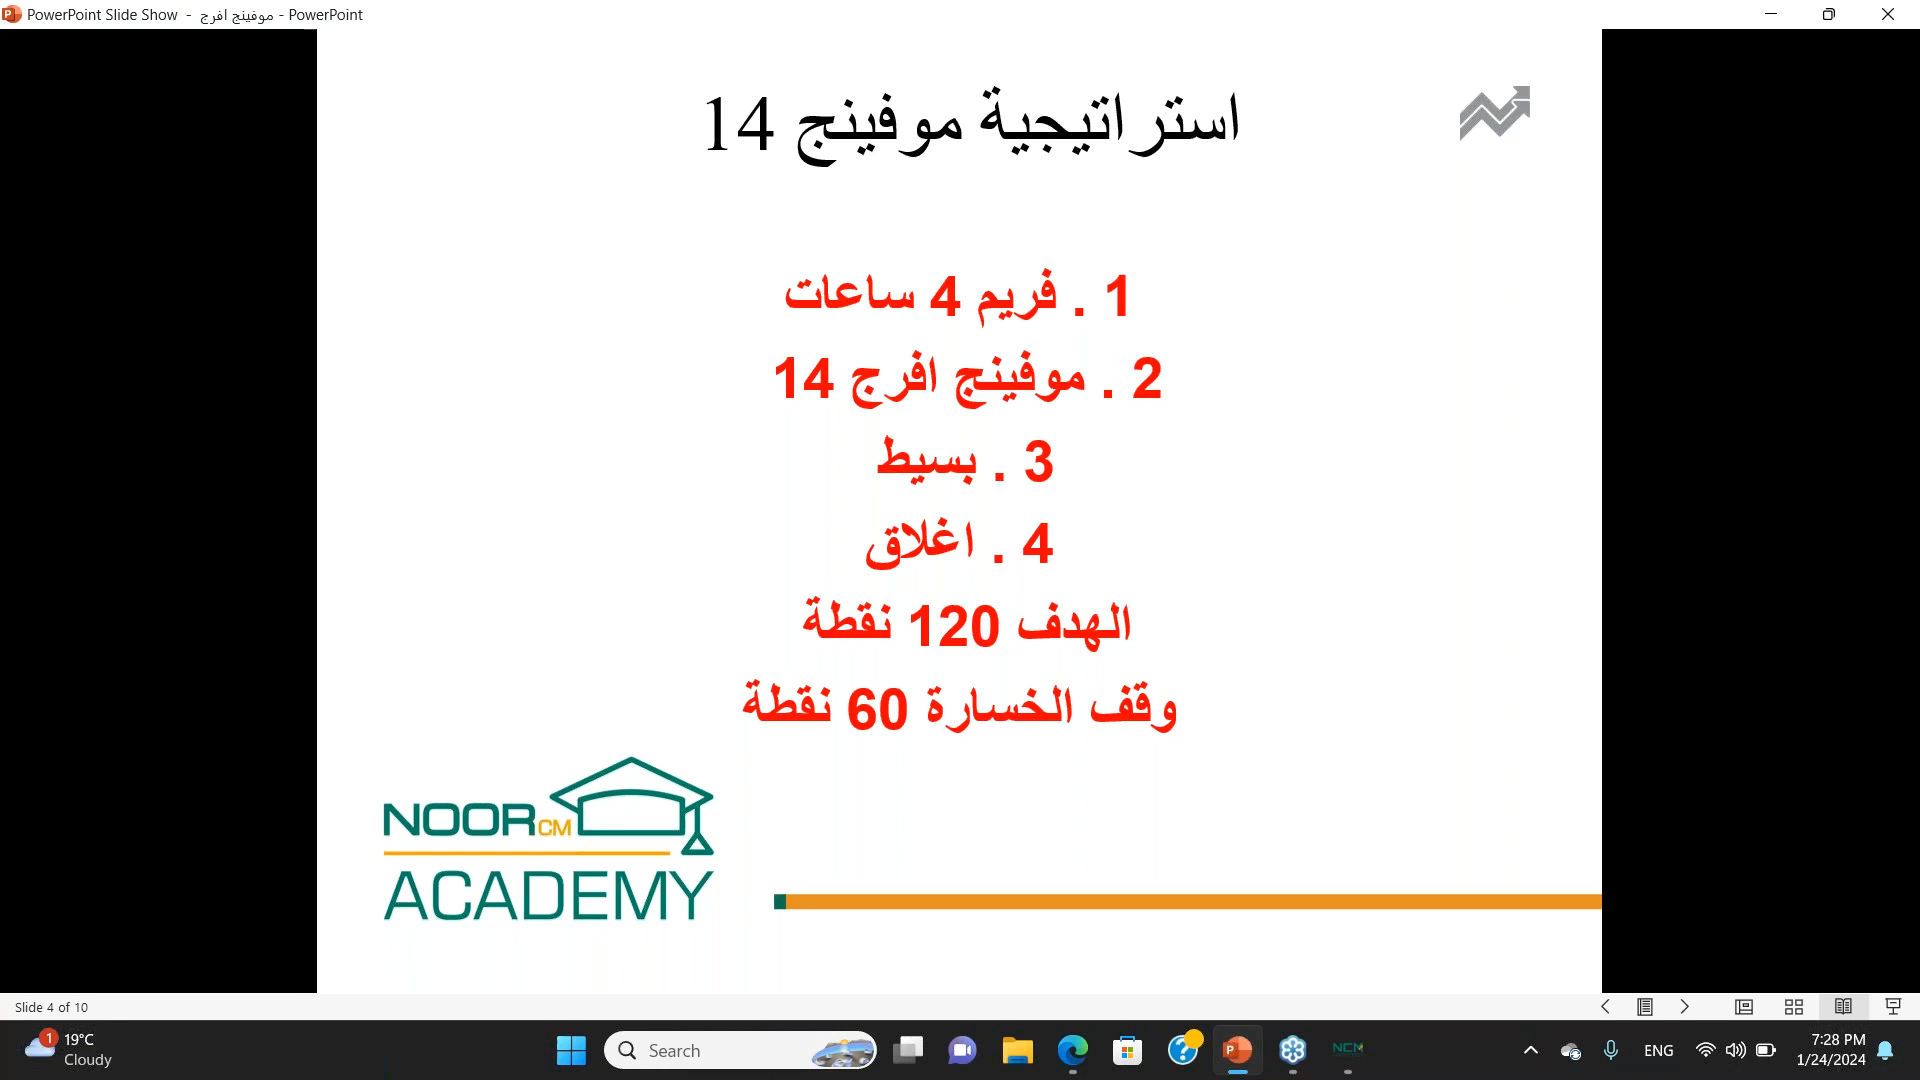 PowerPoint Slide Show - موفينج افرج - PowerPoint
استراتيجية موفينج 14
1 . فريم 4 ساعات
2 . موفينج افرج 14
3 . بسيط
4 . اغلاق
الهدف 120 نقطة
وقف الخسارة 60 نقطة
NOOR CM
ACADEMY
Slide 4 of 10
1
19°C
Cloudy
Search
NCM
ENG
7:28 PM
1/24/2024